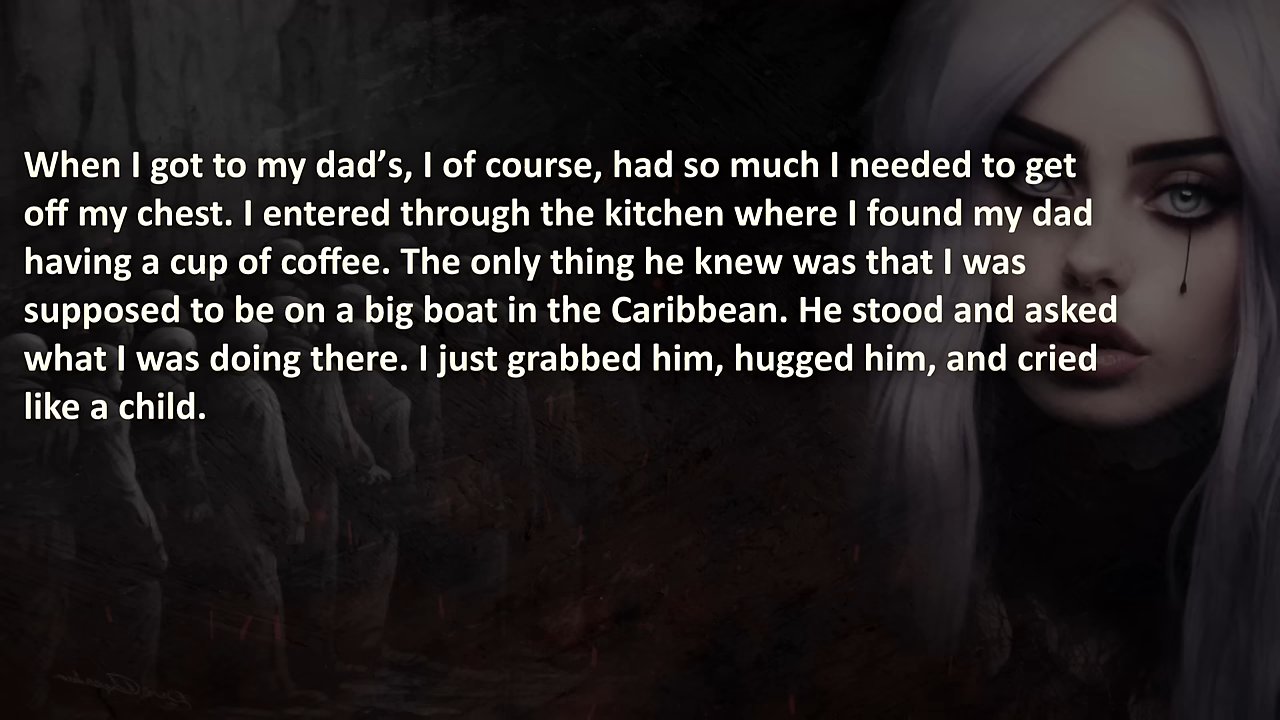 When I got to my dad’s, I of course, had so much I needed to get
off my chest. I entered through the kitchen where I found my dad
having a cup of coffee. The only thing he knew was that I was
supposed to be on a big boat in the Caribbean. He stood and asked
what I was doing there. I just grabbed him, hugged him, and cried
like a child.